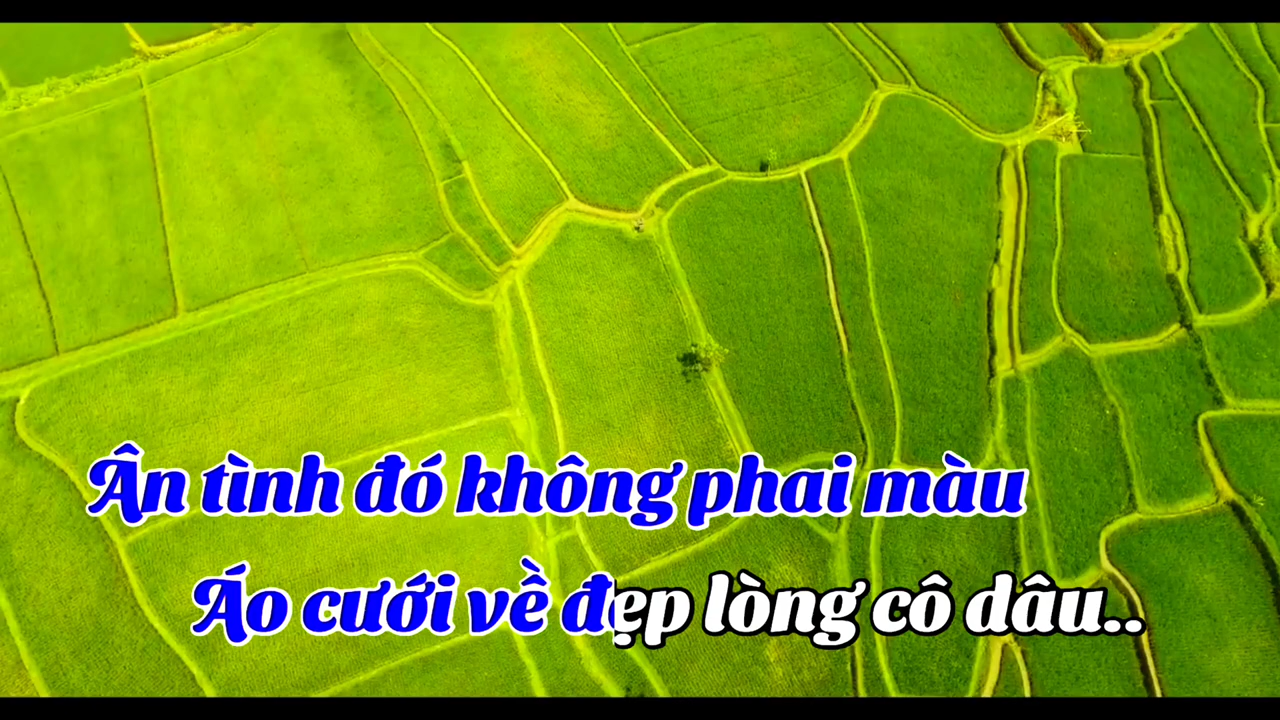 Ân tình đó không phai màu
Áo cưới về đẹp lòng cô dâu..